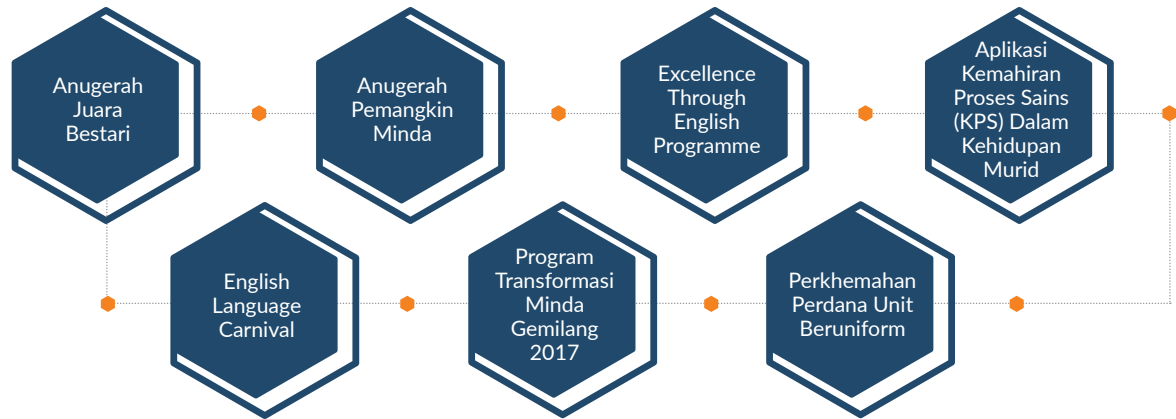 Anugerah
Juara
Bestari
Anugerah
Pemangkin
Minda
Excellence
Through
English
Programme
Aplikasi
Kemahiran
Proses Sains
(KPS) Dalam
Kehidupan
Murid
English
Language
Carnival
Program
Transformasi
Minda
Gemilang
2017
Perkhemahan
Perdana Unit
Beruniform